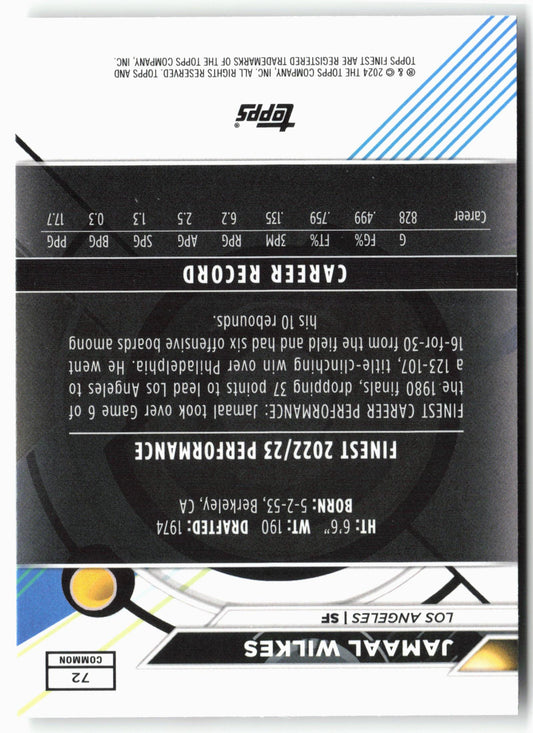 72
COMMON
JAMAAL WILKES
LOS ANGELES | SF
HT: 6'6" WT: 190 DRAFTED: 1974
BORN: 5-2-53, Berkeley, CA
FINEST 2022/23 PERFORMANCE
FINEST CAREER PERFORMANCE: Jamaal took over Game 6 of
the 1980 finals, dropping 37 points to lead Los Angeles to
a 123-107, title-clinching win over Philadelphia. He went
16-for-30 from the field and had six offensive boards among
his 10 rebounds.
CAREER RECORD
G FG% FT% 3PM RPG APG SPG BPG PPG
Career 828 .499 .759 .135 6.2 2.5 1.3 0.3 17.7
topps®
® & © 2024 THE TOPPS COMPANY, INC. ALL RIGHTS RESERVED. TOPPS AND
TOPPS FINEST ARE REGISTERED TRADEMARKS OF THE TOPPS COMPANY, INC.